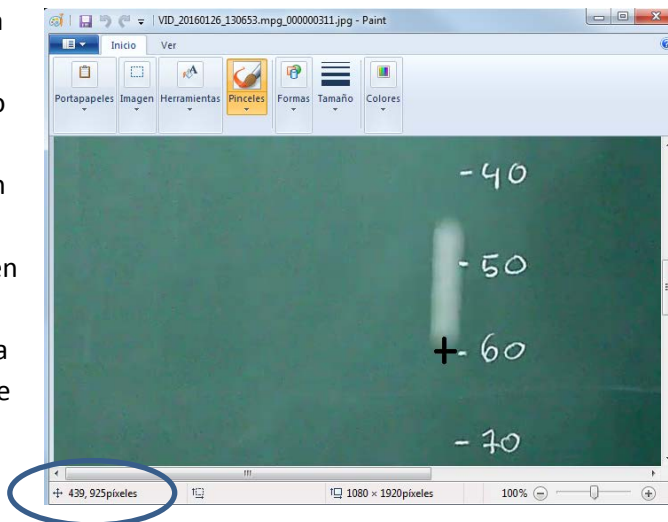 VID_20160126_130653.mpg_000000311.jpg - Paint
Inicio Ver
Portapapeles Imagen Herramientas Pinceles Formas Tamaño Colores
- 40
- 50
- 60
- 70
439, 925píxeles
1080 × 1920píxeles
100%